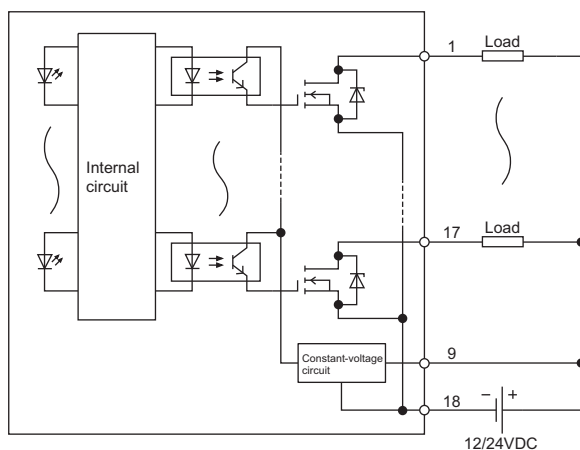 1
Load
Internal
circuit
17
Load
Constant-voltage
circuit
9
18
− +
12/24VDC